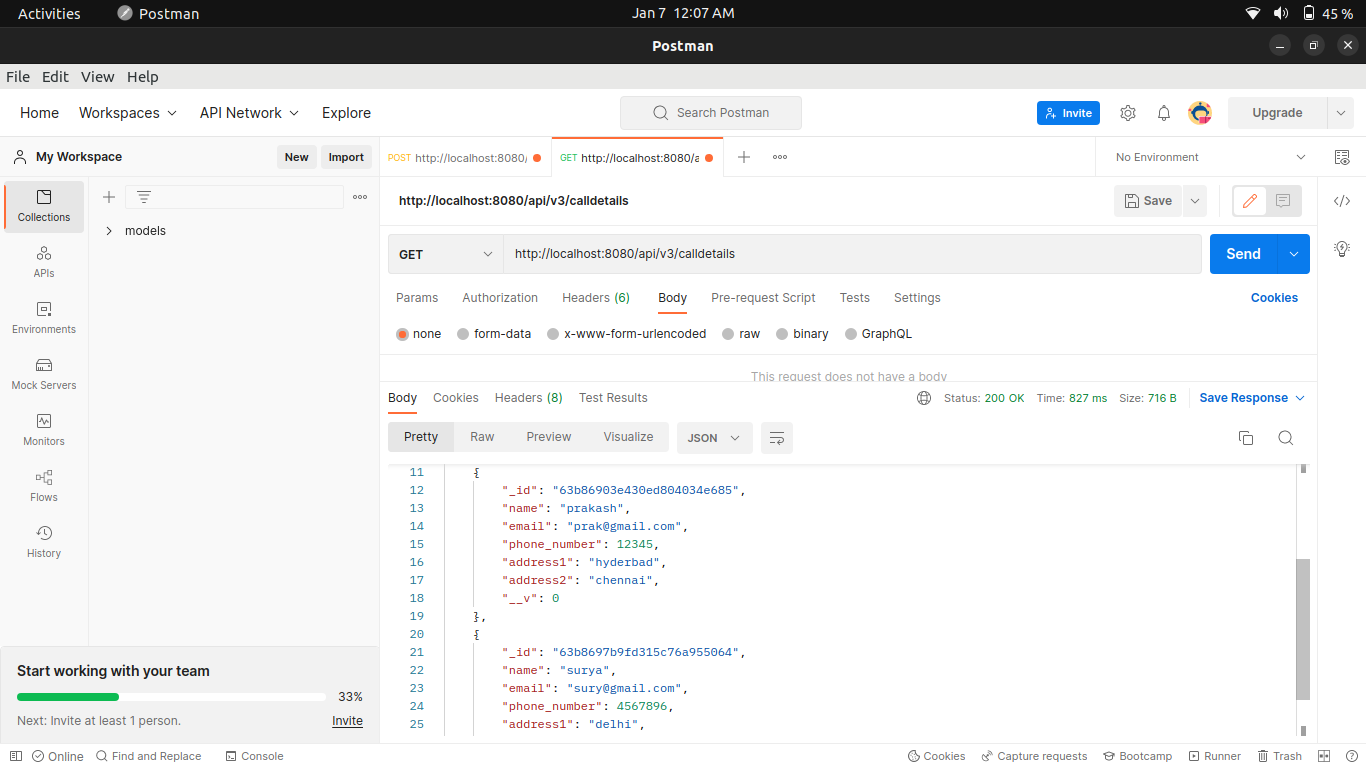 Activities Postman Jan 7 12:07 AM 45 %
Postman
File Edit View Help
Home Workspaces API Network Explore Search Postman Invite Upgrade
My Workspace New Import POST http://localhost:8080/ GET http://localhost:8080/a No Environment
http://localhost:8080/api/v3/calldetails Save
Collections
models
GET http://localhost:8080/api/v3/calldetails Send
APIs
Params Authorization Headers (6) Body Pre-request Script Tests Settings Cookies
Environments
none form-data x-www-form-urlencoded raw binary GraphQL
This request does not have a body
Mock Servers
Body Cookies Headers (8) Test Results Status: 200 OK Time: 827 ms Size: 716 B Save Response
Monitors
Pretty Raw Preview Visualize JSON
Flows
History
11 {
12 "_id": "63b86903e430ed804034e685",
13 "name": "prakash",
14 "email": "prak@gmail.com",
15 "phone_number": 12345,
16 "address1": "hyderbad",
17 "address2": "chennai",
18 "__v": 0
19 },
20 {
21 "_id": "63b8697b9fd315c76a955064",
22 "name": "surya",
23 "email": "sury@gmail.com",
24 "phone_number": 4567896,
25 "address1": "delhi",
Start working with your team
33%
Next: Invite at least 1 person. Invite
Online Find and Replace Console Cookies Capture requests Bootcamp Runner Trash